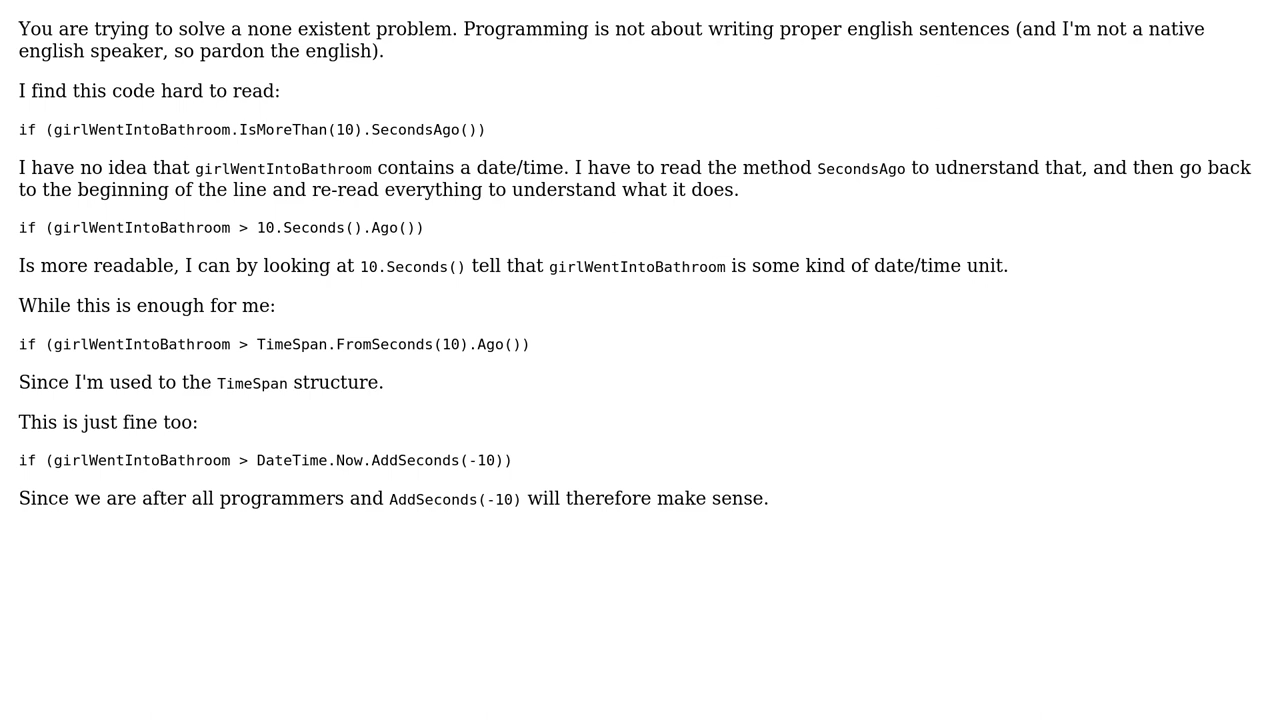 You are trying to solve a none existent problem. Programming is not about writing proper english sentences (and I'm not a native
english speaker, so pardon the english).
I find this code hard to read:
if (girlWentIntoBathroom.IsMoreThan(10).SecondsAgo())
I have no idea that girlWentIntoBathroom contains a date/time. I have to read the method SecondsAgo to udnerstand that, and then go back
to the beginning of the line and re-read everything to understand what it does.
if (girlWentIntoBathroom > 10.Seconds().Ago())
Is more readable, I can by looking at 10.Seconds() tell that girlWentIntoBathroom is some kind of date/time unit.
While this is enough for me:
if (girlWentIntoBathroom > TimeSpan.FromSeconds(10).Ago())
Since I'm used to the TimeSpan structure.
This is just fine too:
if (girlWentIntoBathroom > DateTime.Now.AddSeconds(-10))
Since we are after all programmers and AddSeconds(-10) will therefore make sense.